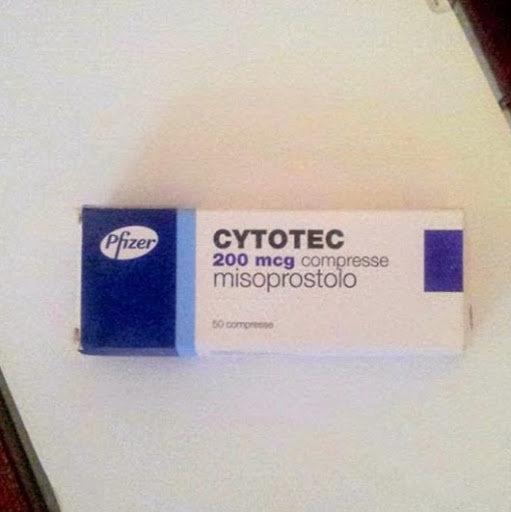 Pfizer
CYTOTEC
200 mcg compresse
misoprostolo
50 compresse